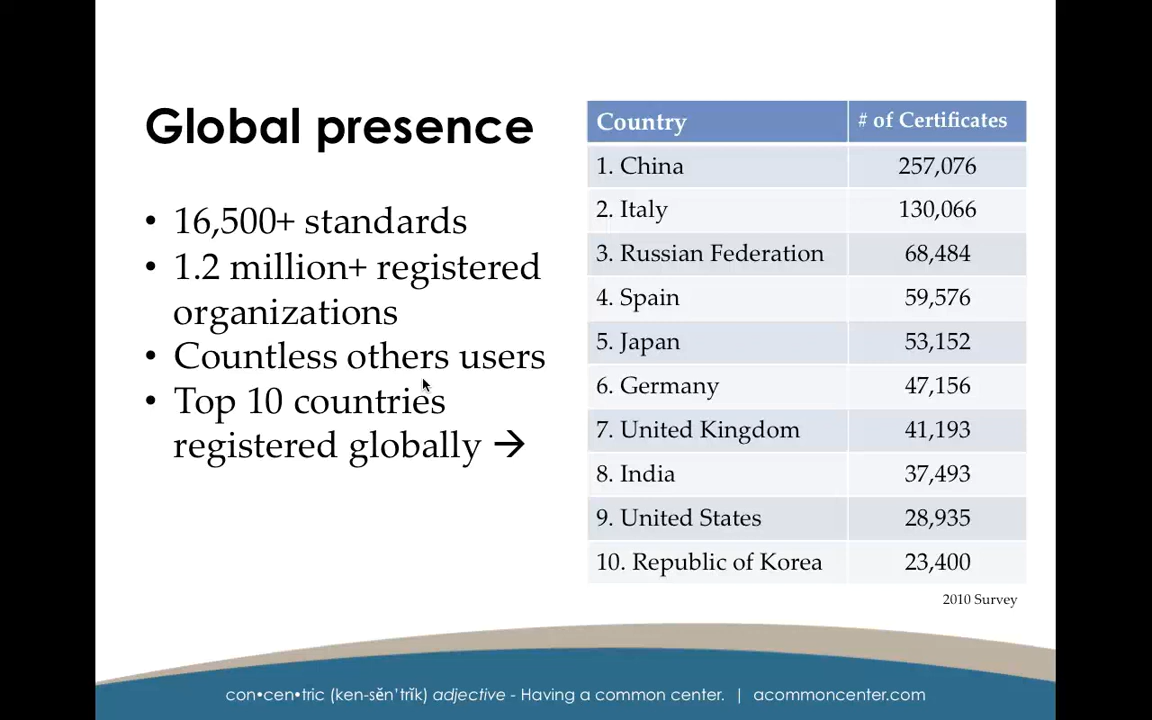 Global presence
• 16,500+ standards
• 1.2 million+ registered
organizations
• Countless others users
• Top 10 countries
registered globally →
Country # of Certificates
1. China 257,076
2. Italy 130,066
3. Russian Federation 68,484
4. Spain 59,576
5. Japan 53,152
6. Germany 47,156
7. United Kingdom 41,193
8. India 37,493
9. United States 28,935
10. Republic of Korea 23,400
2010 Survey
con•cen•tric (ken-sĕn'trĭk) adjective - Having a common center. | acommoncenter.com